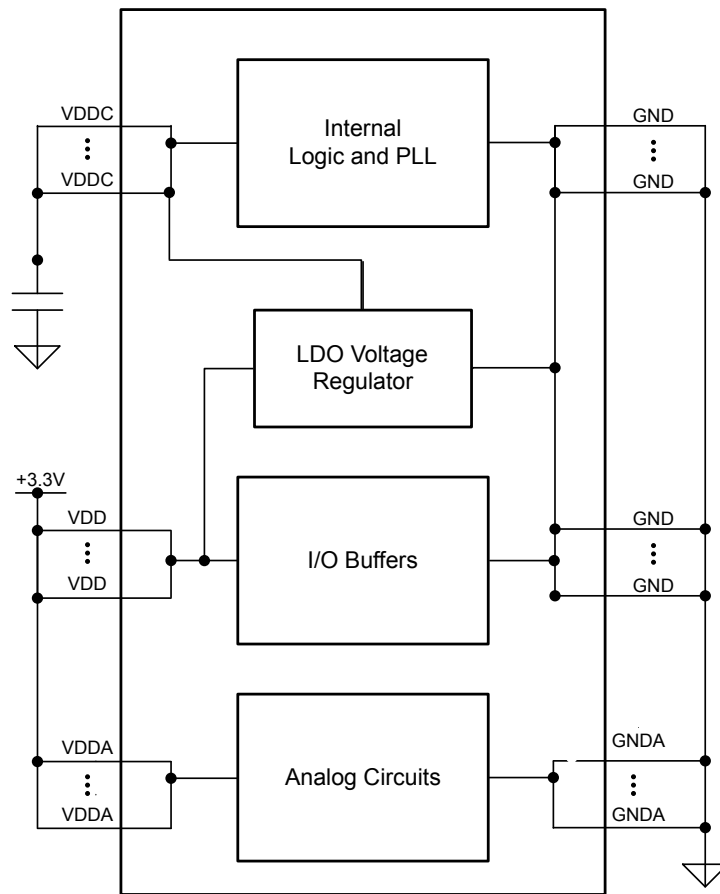 VDDC
Internal
Logic and PLL
GND
VDDC
GND
LDO Voltage
Regulator
+3.3V
VDD
GND
I/O Buffers
VDD
GND
VDDA
GNDA
Analog Circuits
VDDA
GNDA